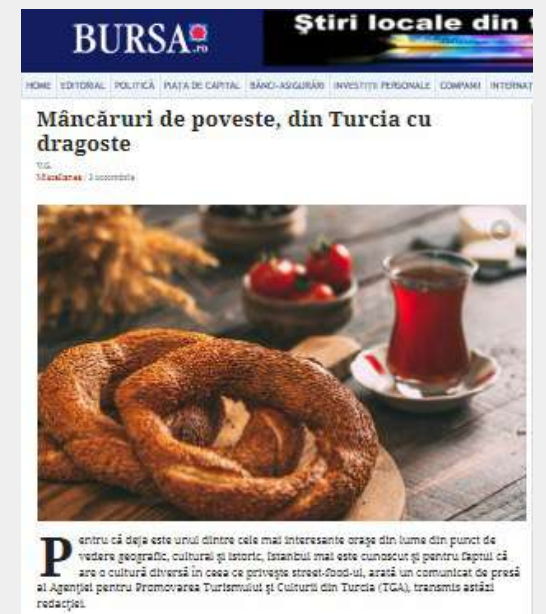 BURSA.RO
Știri locale din t
HOME EDITORIAL POLITICĂ PIAȚA DE CAPITAL BĂNCI-ASIGURĂRI INVESTIȚII PERSONALE COMPANII INTERNAȚ
Mâncăruri de poveste, din Turcia cu
dragoste
V.G.
Miscellanea
Pentru că deja este unul dintre cele mai interesante orașe din lume din punct de
vedere geografic, cultural și istoric, Istanbul mai este cunoscut și pentru faptul că
are o cultură diversă în ceea ce privește street-food-ul, arată un comunicat de presă
al Agenției pentru Promovarea Turismului și Culturii din Turcia (TGA), transmis astăzi
redacției.